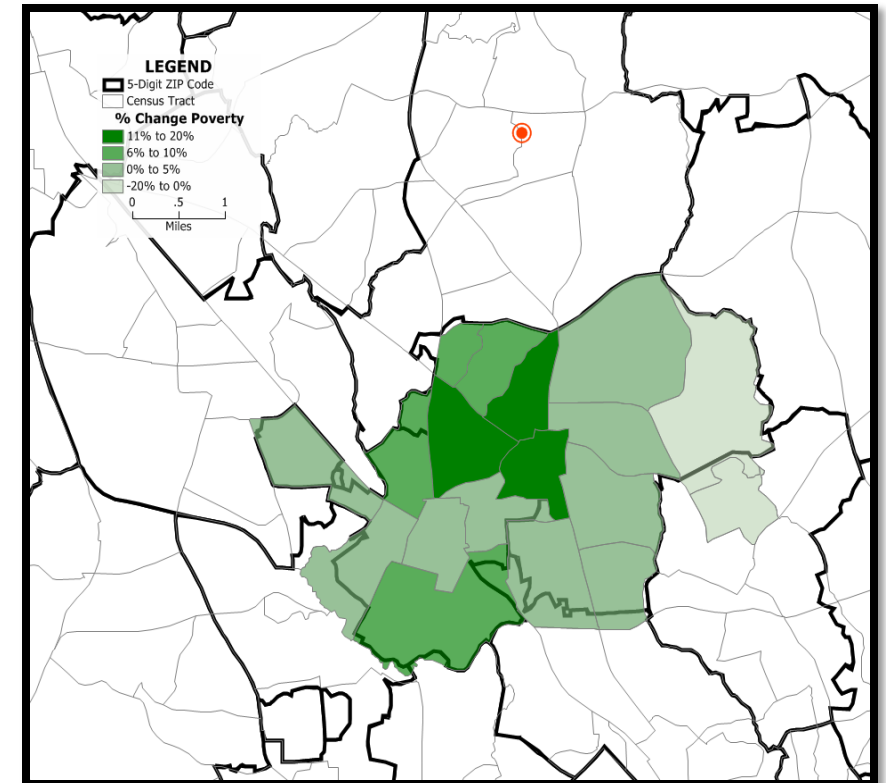 LEGEND
5-Digit ZIP Code
Census Tract
% Change Poverty
11% to 20%
6% to 10%
0% to 5%
-20% to 0%
0 .5 1
Miles